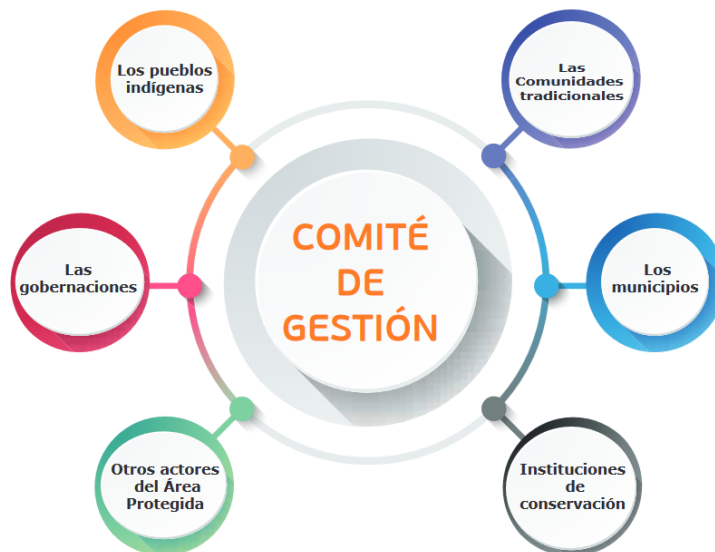 Los pueblos
indígenas
Las
Comunidades
tradicionales
COMITÉ
DE
GESTIÓN
Las
gobernaciones
Los
municipios
Otros actores
del Área
Protegida
Instituciones
de
conservación